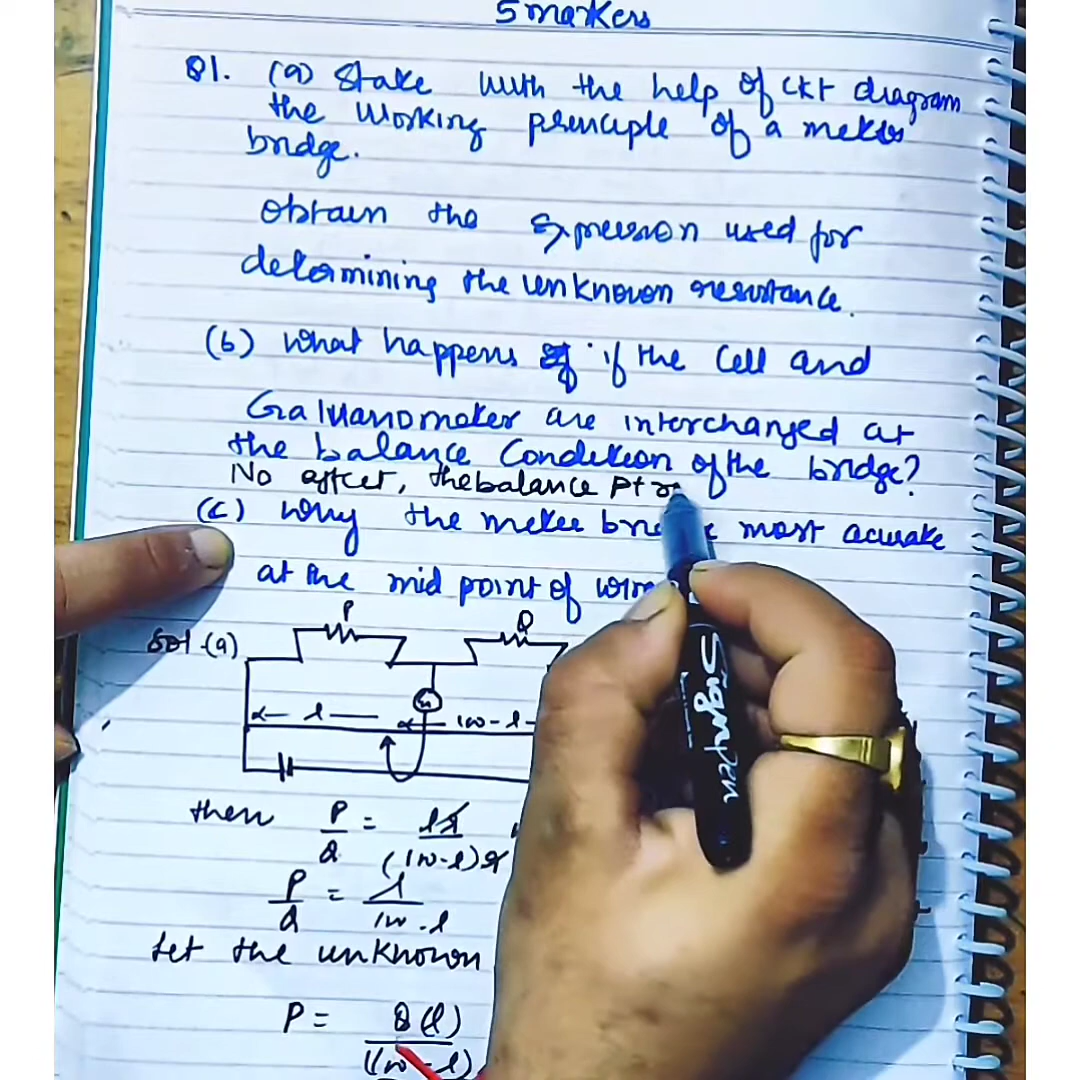 5 markers
Q1. (a) State with the help of ckt diagram
the working principle of a meter
bridge.
obtain the expression used for
determining the unknown resistance.
(b) what happens if the cell and
Galvanometer are interchanged at
the balance Condition of the bridge?
No affect, the balance pt
(c) why the meter most accurate
at the mid point of
Sol (a)
P
Q
G
l
100-l
then P/Q = lr/(100-l)r
P/Q = l/100-l
Let the unknown
P = Q(l)/(100-l)
Signpen